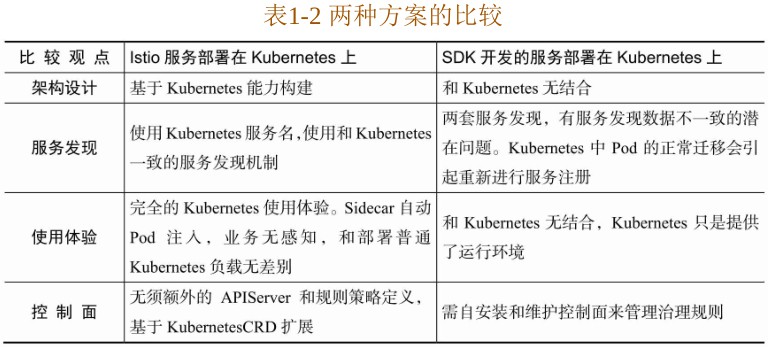 表1-2 两种方案的比较
比 较 观 点
Istio 服务部署在 Kubernetes 上
SDK 开发的服务部署在 Kubernetes 上
架构设计
基于 Kubernetes 能力构建
和 Kubernetes 无结合
服务发现
使用 Kubernetes 服务名，使用和 Kubernetes
一致的服务发现机制
两套服务发现，有服务发现数据不一致的潜
在问题。Kubernetes 中 Pod 的正常迁移会引
起重新进行服务注册
使用体验
完全的 Kubernetes 使用体验。Sidecar 自动
Pod 注入，业务无感知，和部署普通
Kubernetes 负载无差别
和 Kubernetes 无结合，Kubernetes 只是提供
了运行环境
控 制 面
无须额外的 APIServer 和规则策略定义，
基于 KubernetesCRD 扩展
需自安装和维护控制面来管理治理规则